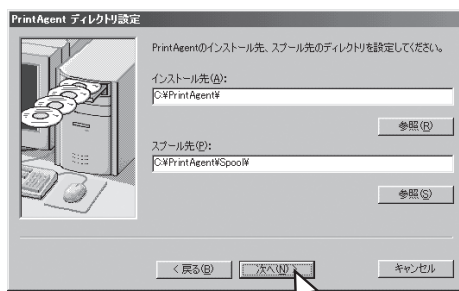 PrintAgent ディレクトリ設定
PrintAgentのインストール先、スプール先のディレクトリを設定してください。
インストール先(A):
C:¥PrintAgent¥
参照(R)
スプール先(P):
C:¥PrintAgent¥Spool¥
参照(S)
< 戻る(B)
次へ(N) >
キャンセル